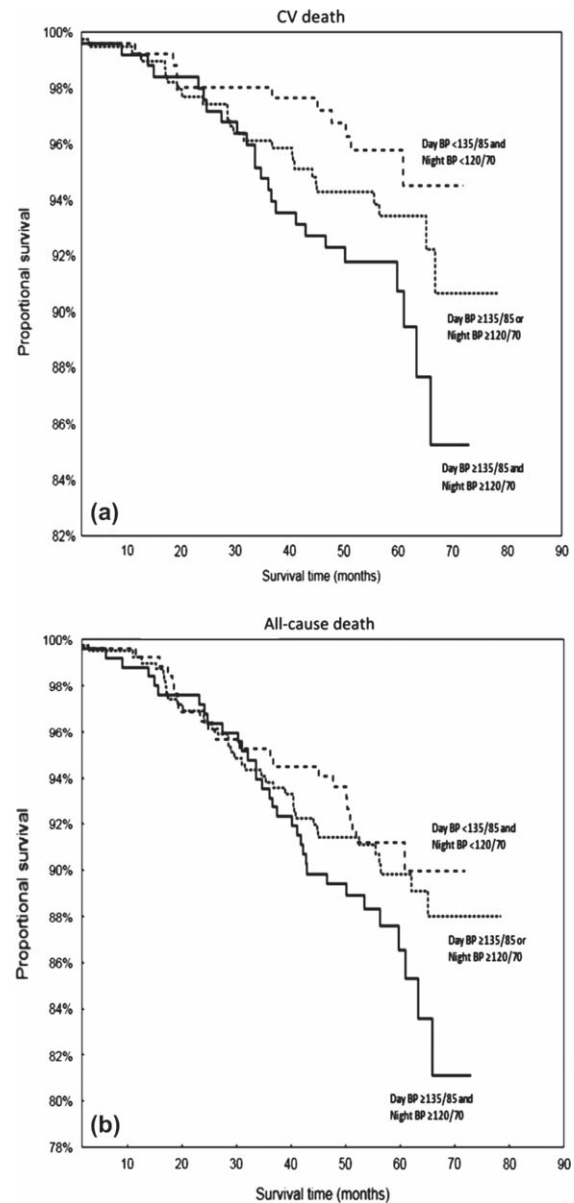 CV death
100%
98%
96%
94%
92%
90%
88%
86%
84%
82%
Proportional survival
Day BP <135/85 and
Night BP <120/70
Day BP ≥135/85 or
Night BP ≥120/70
Day BP ≥135/85 and
Night BP ≥120/70
(a)
10 20 30 40 50 60 70 80 90
Survival time (months)
All-cause death
100%
98%
96%
94%
92%
90%
88%
86%
84%
82%
80%
78%
Proportional survival
Day BP <135/85 and
Night BP <120/70
Day BP ≥135/85 or
Night BP ≥120/70
Day BP ≥135/85 and
Night BP ≥120/70
(b)
10 20 30 40 50 60 70 80 90
Survival time (months)